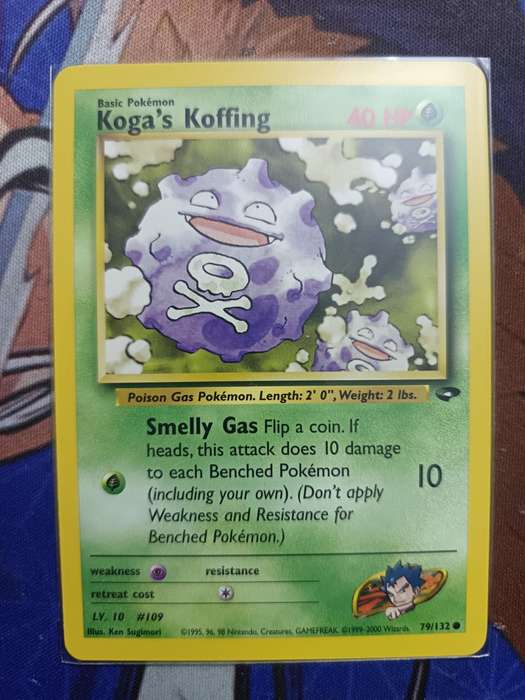 Basic Pokémon
Koga's Koffing
40 HP
Poison Gas Pokémon. Length: 2' 0", Weight: 2 lbs.
Smelly Gas Flip a coin. If
heads, this attack does 10 damage
to each Benched Pokémon
(including your own). (Don't apply
Weakness and Resistance for
Benched Pokémon.)
10
weakness
resistance
retreat cost
LV. 10 #109
Illus. Ken Sugimori
©1995, 96, 98 Nintendo, Creatures, GAMEFREAK. ©1999-2000 Wizards.
79/132